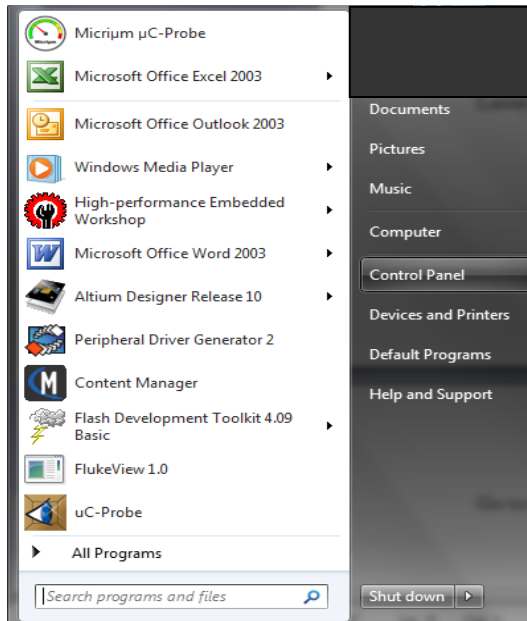 Micriµm µC-Probe
Microsoft Office Excel 2003
Microsoft Office Outlook 2003
Windows Media Player
High-performance Embedded
Workshop
Microsoft Office Word 2003
Altium Designer Release 10
Peripheral Driver Generator 2
Content Manager
Flash Development Toolkit 4.09
Basic
FlukeView 1.0
uC-Probe
All Programs
Search programs and files
Documents
Pictures
Music
Computer
Control Panel
Devices and Printers
Default Programs
Help and Support
Shut down